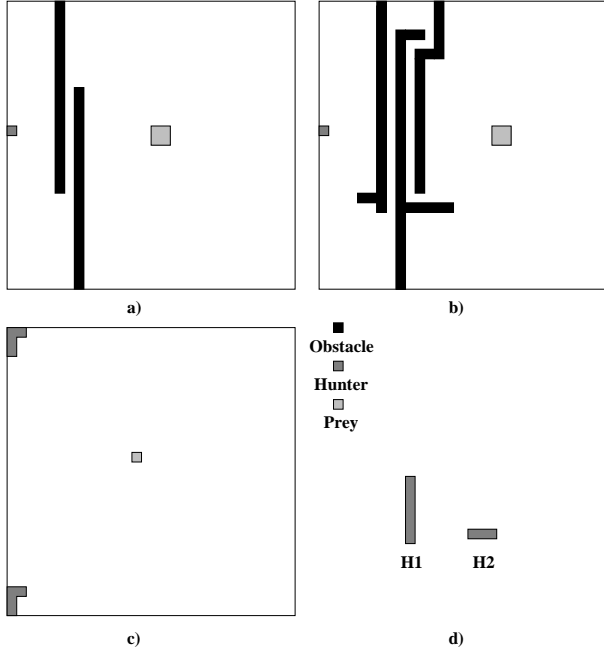 a)
b)
Obstacle
Hunter
Prey
H1 H2
c)
d)